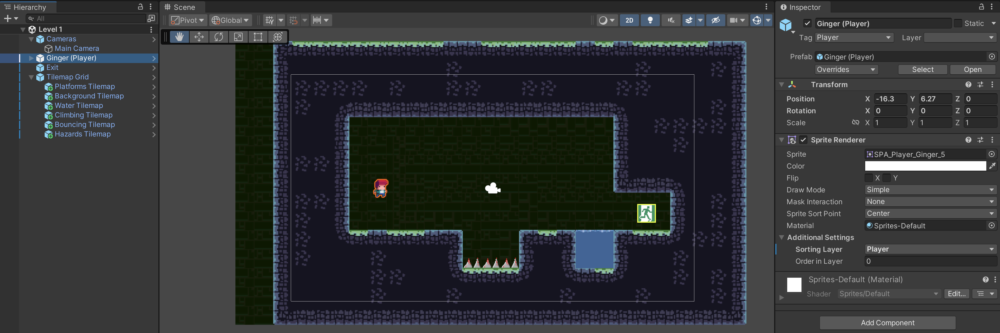 Hierarchy
All
Level 1
Cameras
Main Camera
Ginger (Player)
Exit
Tilemap Grid
Platforms Tilemap
Background Tilemap
Water Tilemap
Climbing Tilemap
Bouncing Tilemap
Hazards Tilemap
Scene
Pivot Global 2D
Inspector
Ginger (Player) Static
Tag Player Layer
Prefab Ginger (Player)
Overrides Select Open
Transform
Position X -16.3 Y 6.27 Z 0
Rotation X 0 Y 0 Z 0
Scale X 1 Y 1 Z 1
Sprite Renderer
Sprite SPA_Player_Ginger_5
Color
Flip X Y
Draw Mode Simple
Mask Interaction None
Sprite Sort Point Center
Material Sprites-Default
Additional Settings
Sorting Layer Player
Order in Layer 0
Sprites-Default (Material)
Shader Sprites/Default Edit...
Add Component